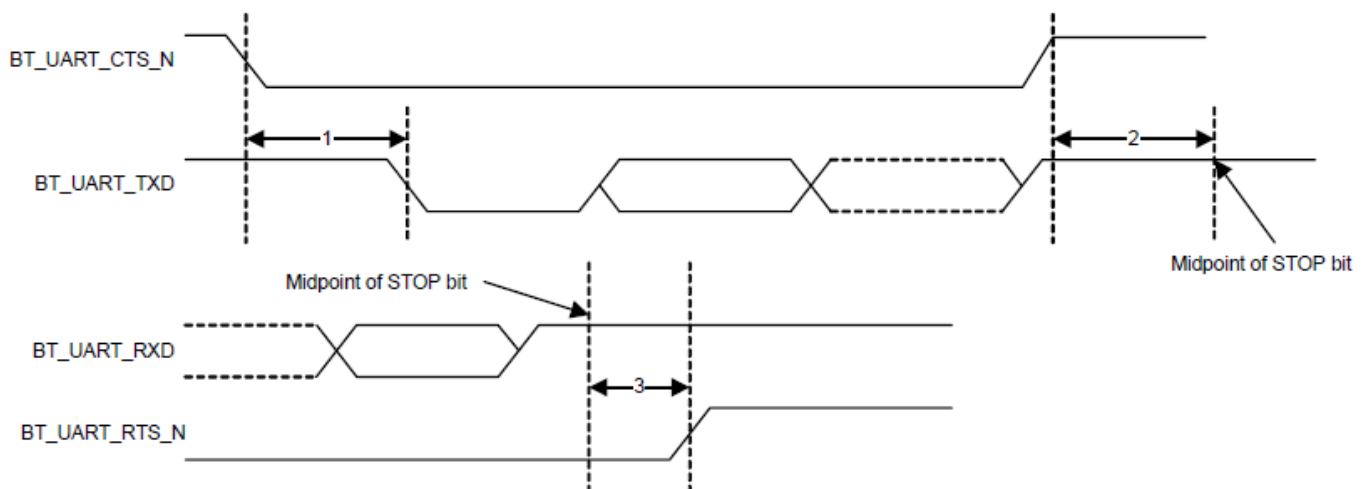 BT_UART_CTS_N
1
2
BT_UART_TXD
Midpoint of STOP bit
Midpoint of STOP bit
BT_UART_RXD
3
BT_UART_RTS_N